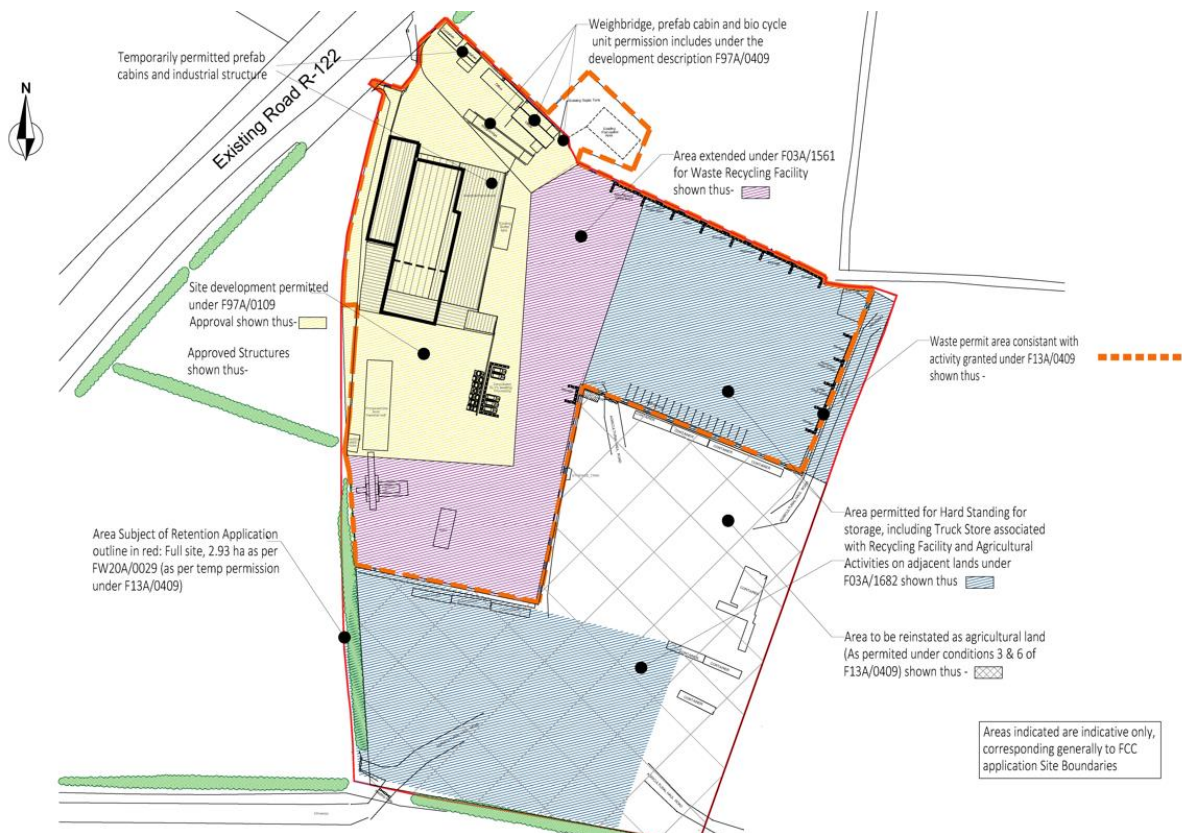 Weighbridge, prefab cabin and bio cycle
unit permission includes under the
development description F97A/0409
Temporarily permitted prefab
cabins and industrial structure
N
Existing Road R-122
Area extended under F03A/1561
for Waste Recycling Facility
shown thus-
Site development permitted
under F97A/0109
Approval shown thus-
Approved Structures
shown thus-
Waste permit area consistant with
activity granted under F13A/0409
shown thus -
CONTAINER
CONTAINER
CONTAINER
Area permitted for Hard Standing for
storage, including Truck Store associated
with Recycling Facility and Agricultural
Activities on adjacent lands under
F03A/1682 shown thus
Area Subject of Retention Application
outline in red: Full site, 2.93 ha as per
FW20A/0029 (as per temp permission
under F13A/0409)
Area to be reinstated as agricultural land
(As permited under conditions 3 & 6 of
F13A/0409) shown thus -
CONTAINER
CONTAINER
CONTAINER
Areas indicated are indicative only,
corresponding generally to FCC
application Site Boundaries